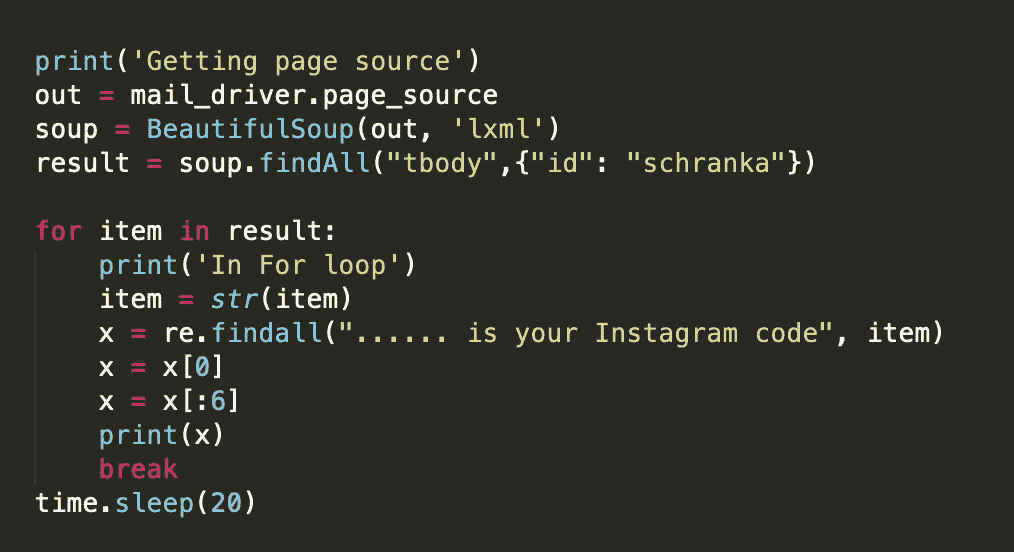 print('Getting page source')
out = mail_driver.page_source
soup = BeautifulSoup(out, 'lxml')
result = soup.findAll("tbody",{"id": "schranka"})
for item in result:
    print('In For loop')
    item = str(item)
    x = re.findall("...... is your Instagram code", item)
    x = x[0]
    x = x[:6]
    print(x)
    break
time.sleep(20)